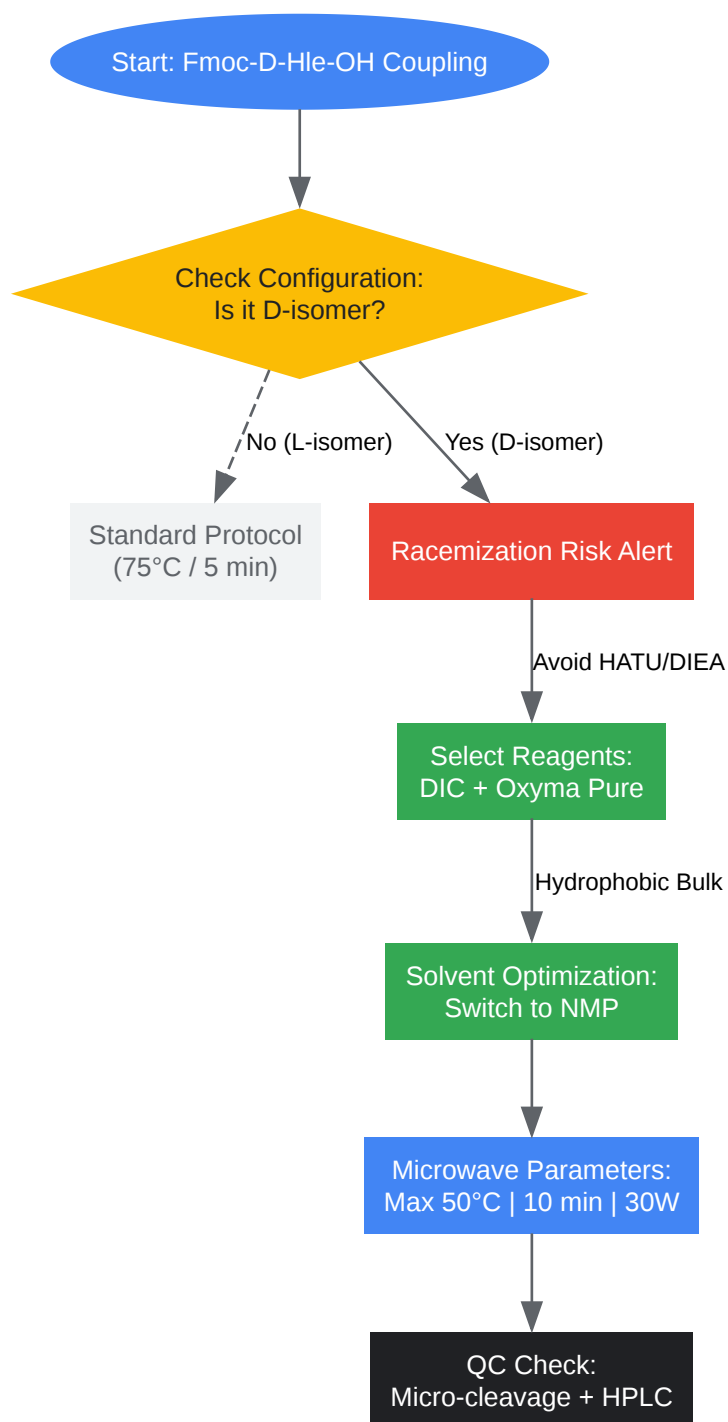 Start: Fmoc-D-Hle-OH Coupling
Check Configuration:
Is it D-isomer?
No (L-isomer)
Yes (D-isomer)
Standard Protocol
(75°C / 5 min)
Racemization Risk Alert
Avoid HATU/DIEA
Select Reagents:
DIC + Oxyma Pure
Hydrophobic Bulk
Solvent Optimization:
Switch to NMP
Microwave Parameters:
Max 50°C | 10 min | 30W
QC Check:
Micro-cleavage + HPLC